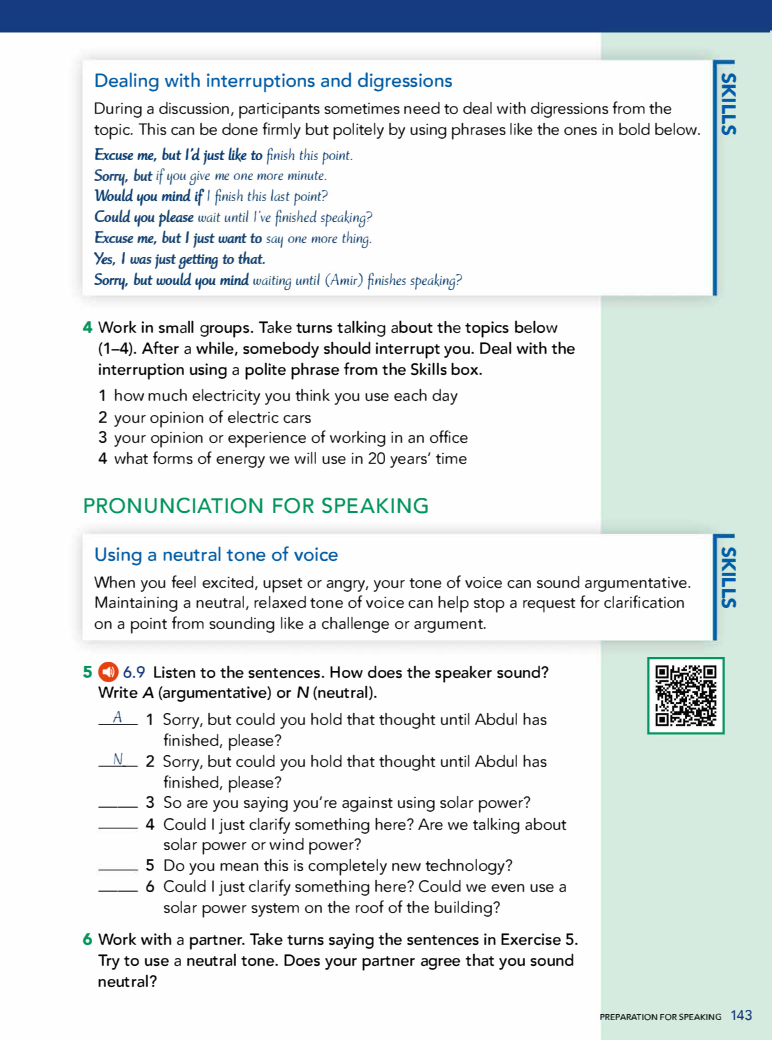 Dealing with interruptions and digressions
During a discussion, participants sometimes need to deal with digressions from the
topic. This can be done firmly but politely by using phrases like the ones in bold below.
Excuse me, but I'd just like to finish this point.
Sorry, but if you give me one more minute.
Would you mind if I finish this last point?
Could you please wait until I've finished speaking?
Excuse me, but I just want to say one more thing.
Yes, I was just getting to that.
Sorry, but would you mind waiting until (Amir) finishes speaking?
SKILLS
4 Work in small groups. Take turns talking about the topics below
(1–4). After a while, somebody should interrupt you. Deal with the
interruption using a polite phrase from the Skills box.
1 how much electricity you think you use each day
2 your opinion of electric cars
3 your opinion or experience of working in an office
4 what forms of energy we will use in 20 years' time
PRONUNCIATION FOR SPEAKING
Using a neutral tone of voice
When you feel excited, upset or angry, your tone of voice can sound argumentative.
Maintaining a neutral, relaxed tone of voice can help stop a request for clarification
on a point from sounding like a challenge or argument.
SKILLS
5 6.9 Listen to the sentences. How does the speaker sound?
Write A (argumentative) or N (neutral).
A 1 Sorry, but could you hold that thought until Abdul has
finished, please?
N 2 Sorry, but could you hold that thought until Abdul has
finished, please?
3 So are you saying you're against using solar power?
4 Could I just clarify something here? Are we talking about
solar power or wind power?
5 Do you mean this is completely new technology?
6 Could I just clarify something here? Could we even use a
solar power system on the roof of the building?
6 Work with a partner. Take turns saying the sentences in Exercise 5.
Try to use a neutral tone. Does your partner agree that you sound
neutral?
PREPARATION FOR SPEAKING 143